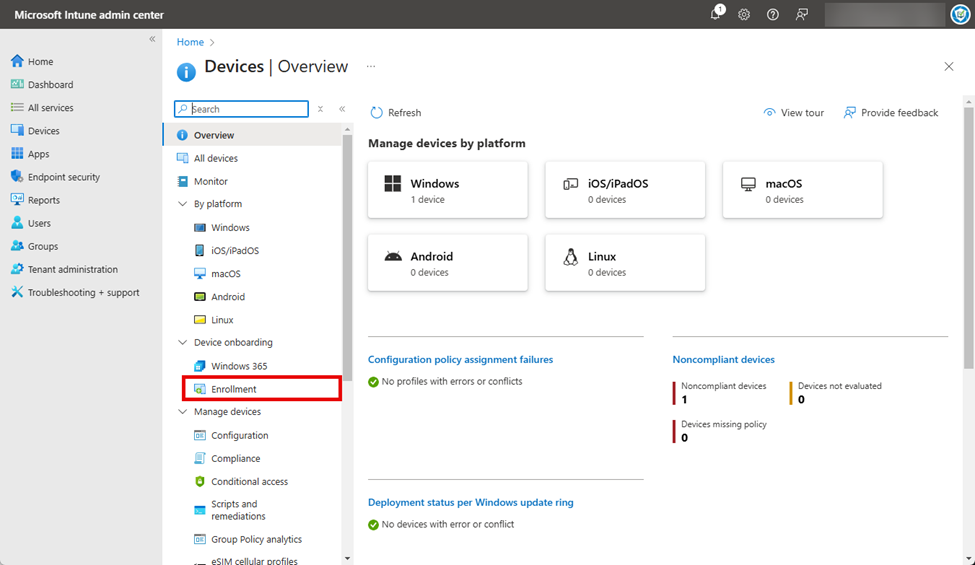 Microsoft Intune admin center
1
Home
Dashboard
All services
Devices
Apps
Endpoint security
Reports
Users
Groups
Tenant administration
Troubleshooting + support
Home
Devices | Overview
Search
Overview
All devices
Monitor
By platform
Windows
iOS/iPadOS
macOS
Android
Linux
Device onboarding
Windows 365
Enrollment
Manage devices
Configuration
Compliance
Conditional access
Scripts and
remediations
Group Policy analytics
eSIM cellular profiles
Refresh
View tour
Provide feedback
Manage devices by platform
Windows
1 device
iOS/iPadOS
0 devices
macOS
0 devices
Android
0 devices
Linux
0 devices
Configuration policy assignment failures
No profiles with errors or conflicts
Noncompliant devices
Noncompliant devices
1
Devices not evaluated
0
Devices missing policy
0
Deployment status per Windows update ring
No devices with error or conflict